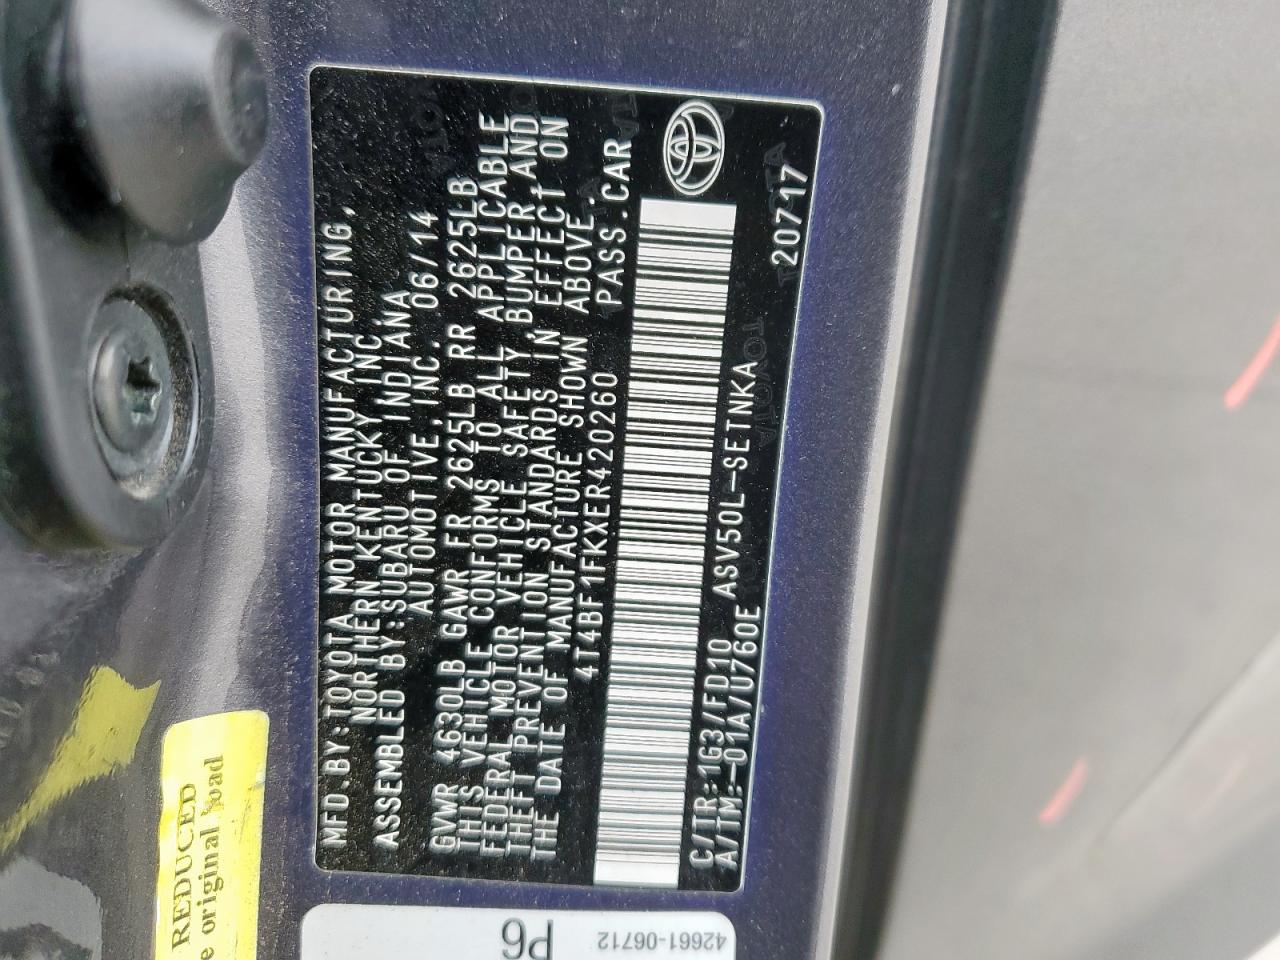 MFD.BY:TOYOTA MOTOR MANUFACTURING,
NORTHERN KENTUCKY, INC.
ASSEMBLED BY:SUBARU OF INDIANA
AUTOMOTIVE,INC. 06/14
GVWR 4630LB GAWR FR 2625LB RR 2625LB
THIS VEHICLE CONFORMS TO ALL APPLICABLE
FEDERAL MOTOR VEHICLE SAFETY,BUMPER,AND
THEFT PREVENTION STANDARDS IN EFFECT ON
THE DATE OF MANUFACTURE SHOWN ABOVE.
4T4BF1FKXER420260 PASS.CAR
C/TR:1G3/FD10 ASV50L-SETNKA
A/TM:-01A/U760E 20717
REDUCED
original load
P6
42661-06712